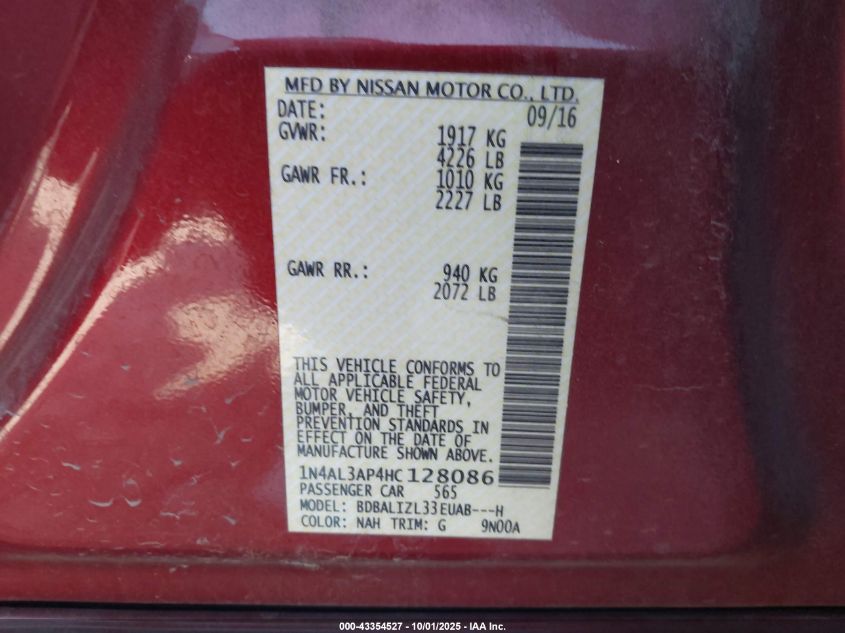 MFD BY NISSAN MOTOR CO., LTD.
DATE: 09/16
GVWR: 1917 KG
4226 LB
GAWR FR.: 1010 KG
2227 LB
GAWR RR.: 940 KG
2072 LB
THIS VEHICLE CONFORMS TO
ALL APPLICABLE FEDERAL
MOTOR VEHICLE SAFETY,
BUMPER, AND THEFT
PREVENTION STANDARDS IN
EFFECT ON THE DATE OF
MANUFACTURE SHOWN ABOVE.
1N4AL3AP4HC128086
PASSENGER CAR 565
MODEL: BDBALIZL33EUAB---H
COLOR: NAH TRIM: G 9N00A
000-43354527 - 10/01/2025 - IAA Inc.